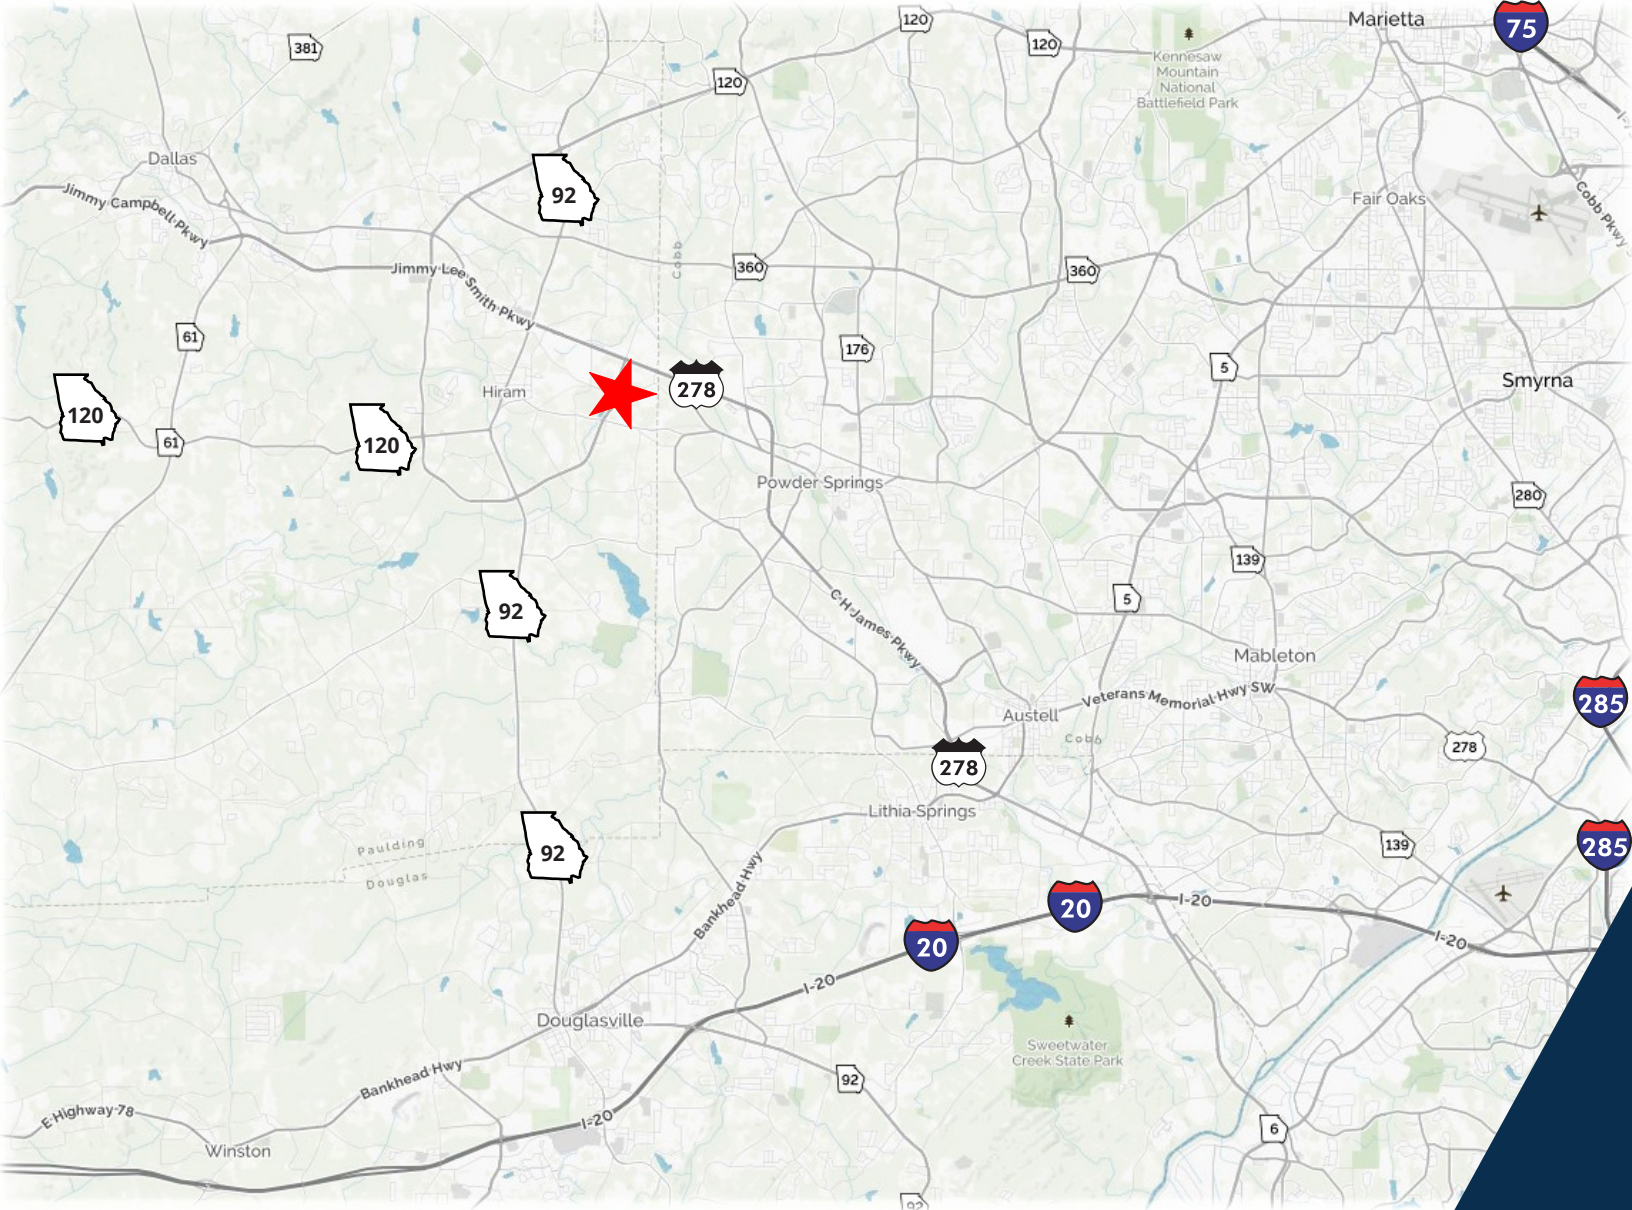 120
Marietta
75
381
120
Kennesaw
Mountain
National
Battlefield Park
120
I-
Dallas
92
Jimmy Campbell Pkwy
Fair Oaks
Cobb Pkwy
Cobb
Jimmy Lee Smith Pkwy
360
360
61
176
5
278
Hiram
Smyrna
120
120
61
Powder Springs
280
139
92
5
C H James Pkwy
Mableton
Veterans Memorial Hwy SW
285
Austell
Cobb
278
278
Lithia Springs
92
Paulding
Douglas
139
285
Bankhead Hwy
20
I-20
20
I-20
I-20
Douglasville
Sweetwater
Creek State Park
Bankhead Hwy
92
E Highway 78
I-20
6
Winston
92